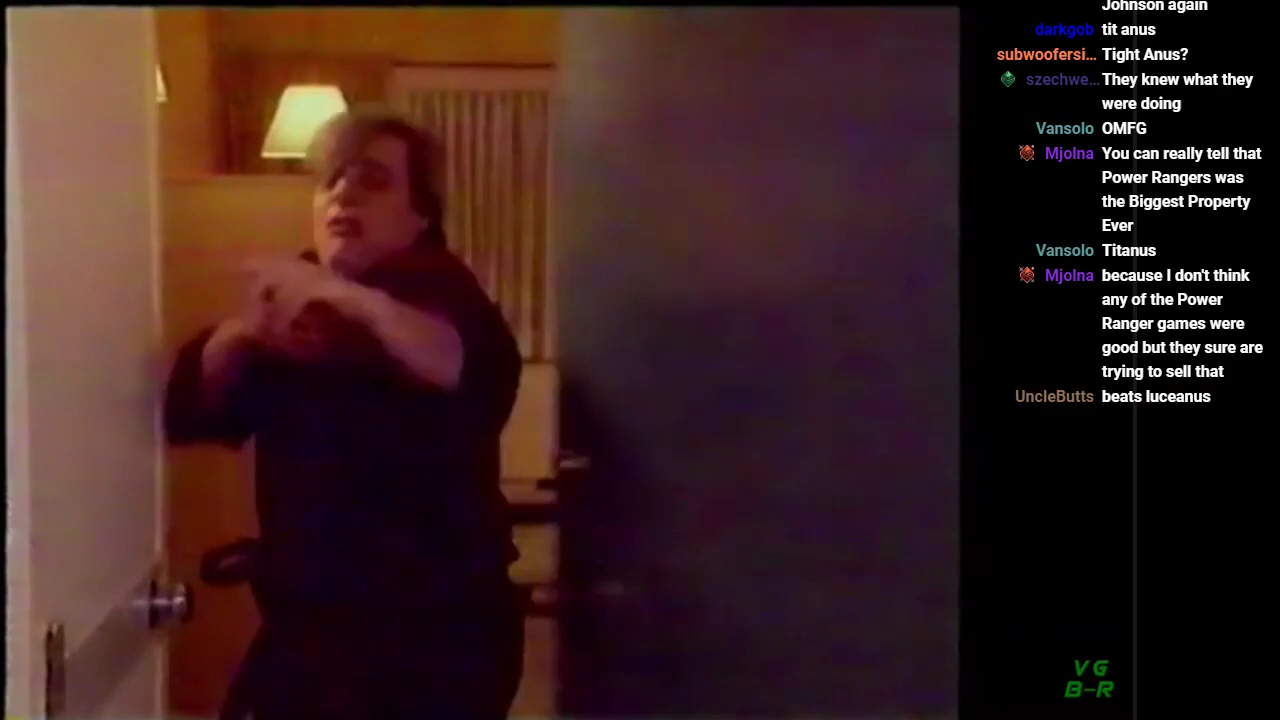 Johnson again
darkgob tit anus
subwoofersi… Tight Anus?
szechwe… They knew what they
were doing
Vansolo OMFG
Mjolna You can really tell that
Power Rangers was
the Biggest Property
Ever
Vansolo Titanus
Mjolna because I don't think
any of the Power
Ranger games were
good but they sure are
trying to sell that
UncleButts beats luceanus
VG
B-R